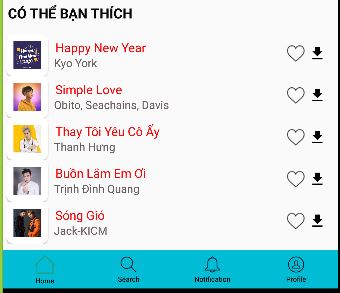 CÓ THỂ BẠN THÍCH
Happy New Year
Kyo York
Simple Love
Obito, Seachains, Davis
Thay Tôi Yêu Cô Ấy
Thanh Hưng
Buồn Lắm Em Ơi
Trịnh Đình Quang
Sóng Gió
Jack-KICM
Home
Search
Notification
Profile